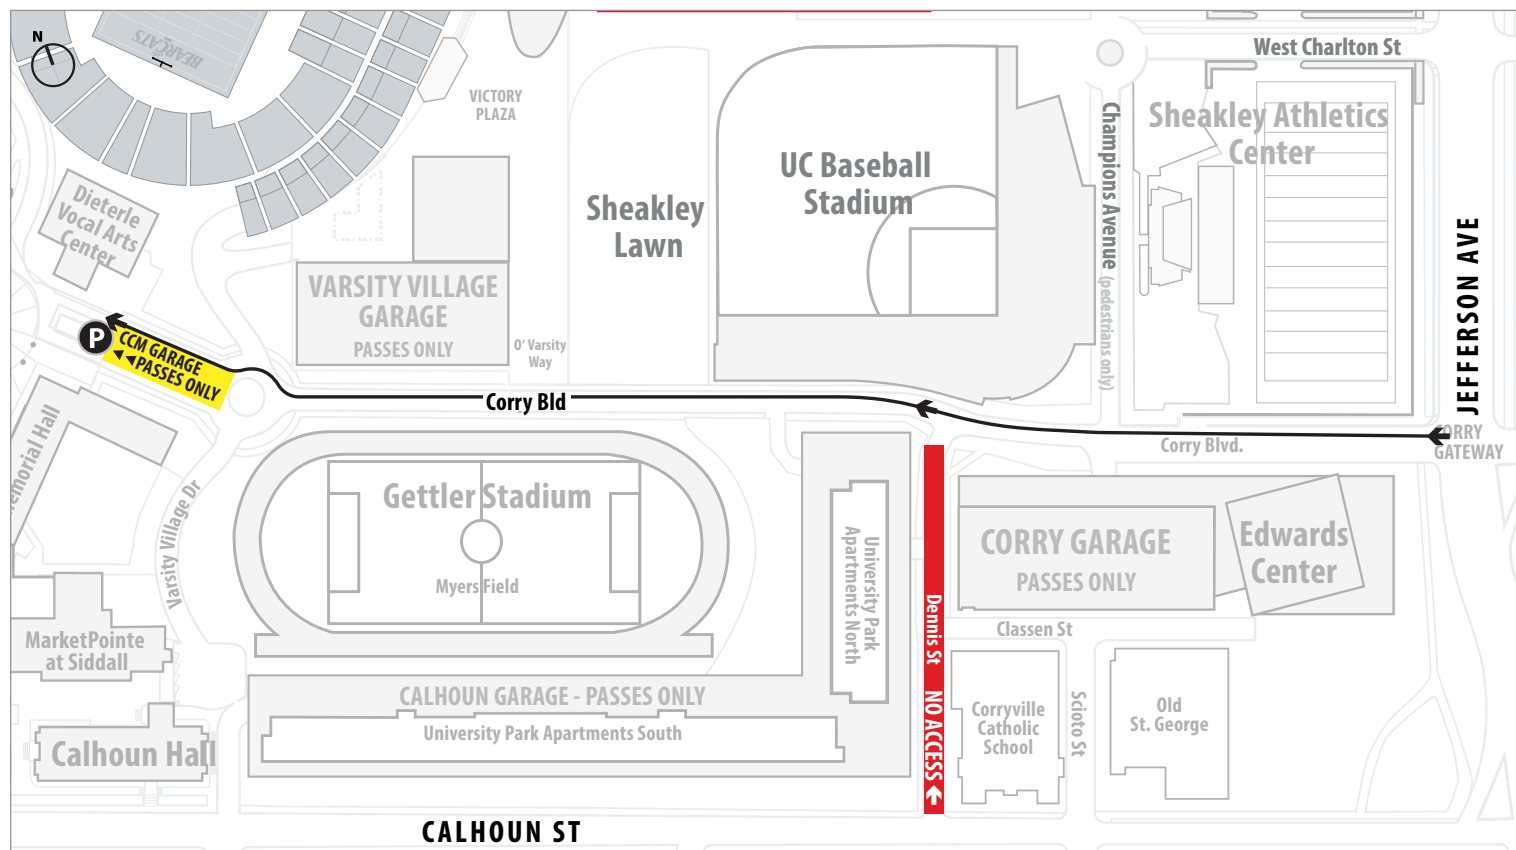 N
BEARCATS
West Charlton St
VICTORY
PLAZA
Sheakley Athletics
Center
Champions Avenue (pedestrians only)
UC Baseball
Stadium
Dieterle
Vocal Arts
Center
Sheakley
Lawn
JEFFERSON AVE
VARSITY VILLAGE
GARAGE
PASSES ONLY
O' Varsity
Way
P
CCM GARAGE
PASSES ONLY
Corry Bld
Corry Blvd.
CORRY
GATEWAY
Memorial Hall
Varsity Village Dr
Gettler Stadium
Myers Field
University Park
Apartments North
CORRY GARAGE
PASSES ONLY
Edwards
Center
Dennis St NO ACCESS
Classen St
MarketPointe
at Siddall
CALHOUN GARAGE - PASSES ONLY
University Park Apartments South
Corryville
Catholic
School
Scioto St
Old
St. George
Calhoun Hall
CALHOUN ST